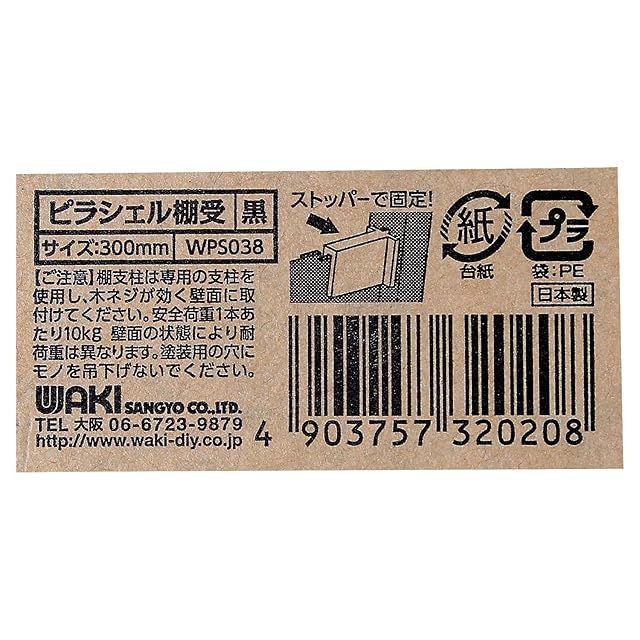 ピラシェル棚受 黒
サイズ:300mm WPS038
【ご注意】棚支柱は専用の支柱を
使用し、木ネジが効く壁面に取
付けてください。安全荷重1本あ
たり10kg 壁面の状態により耐
荷重は異なります。塗装用の穴に
モノを吊下げないでください。
WAKI SANGYO CO.,LTD.
TEL 大阪 06-6723-9879
http://www.waki-diy.co.jp
ストッパーで固定!
紙
台紙
プラ
袋:PE
日本製
4 903757 320208